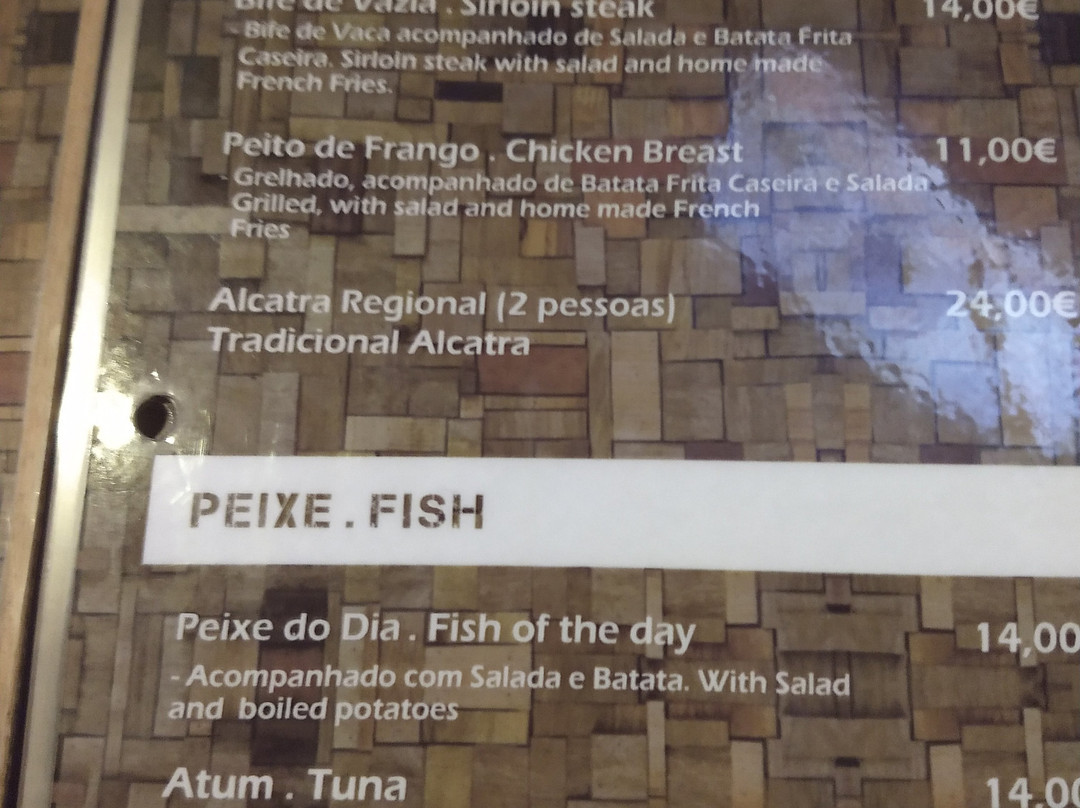 Bife de Vazia . Sirloin steak 14,00€
- Bife de Vaca acompanhado de Salada e Batata Frita
Caseira. Sirloin steak with salad and home made
French Fries.
Peito de Frango . Chicken Breast 11,00€
- Grelhado, acompanhado de Batata Frita Caseira e Salada
Grilled, with salad and home made French
Fries
Alcatra Regional (2 pessoas) 24,00€
Tradicional Alcatra
PEIXE . FISH
Peixe do Dia . Fish of the day 14,00
- Acompanhado com Salada e Batata. With Salad
and boiled potatoes
Atum . Tuna 14,00